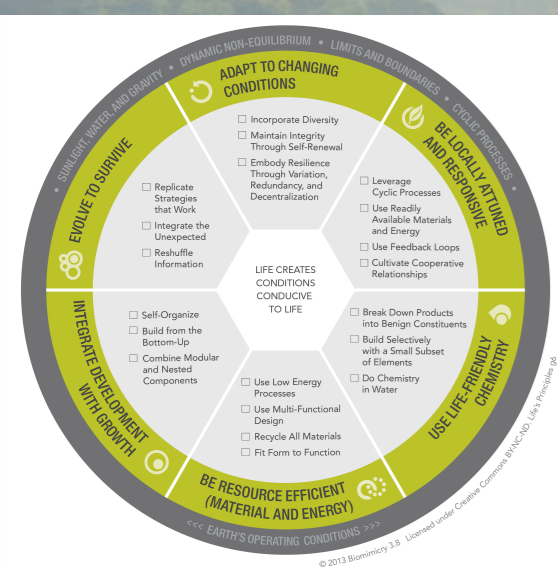 • SUNLIGHT, WATER, AND GRAVITY • DYNAMIC NON-EQUILIBRIUM • LIMITS AND BOUNDARIES • CYCLIC PROCESSES •
ADAPT TO CHANGING
CONDITIONS
Incorporate Diversity
Maintain Integrity
Through Self-Renewal
Embody Resilience
Through Variation,
Redundancy, and
Decentralization
BE LOCALLY ATTUNED
AND RESPONSIVE
Leverage
Cyclic Processes
Use Readily
Available Materials
and Energy
Use Feedback Loops
Cultivate Cooperative
Relationships
USE LIFE-FRIENDLY
CHEMISTRY
Break Down Products
into Benign Constituents
Build Selectively
with a Small Subset
of Elements
Do Chemistry
in Water
BE RESOURCE EFFICIENT
(MATERIAL AND ENERGY)
Use Low Energy
Processes
Use Multi-Functional
Design
Recycle All Materials
Fit Form to Function
INTEGRATE DEVELOPMENT
WITH GROWTH
Self-Organize
Build from the
Bottom-Up
Combine Modular
and Nested
Components
EVOLVE TO SURVIVE
Replicate
Strategies
that Work
Integrate the
Unexpected
Reshuffle
Information
LIFE CREATES
CONDITIONS
CONDUCIVE
TO LIFE
<<< EARTH'S OPERATING CONDITIONS >>>
© 2013 Biomimicry 3.8 Licensed under Creative Commons BY-NC-ND. Life's Principles g6